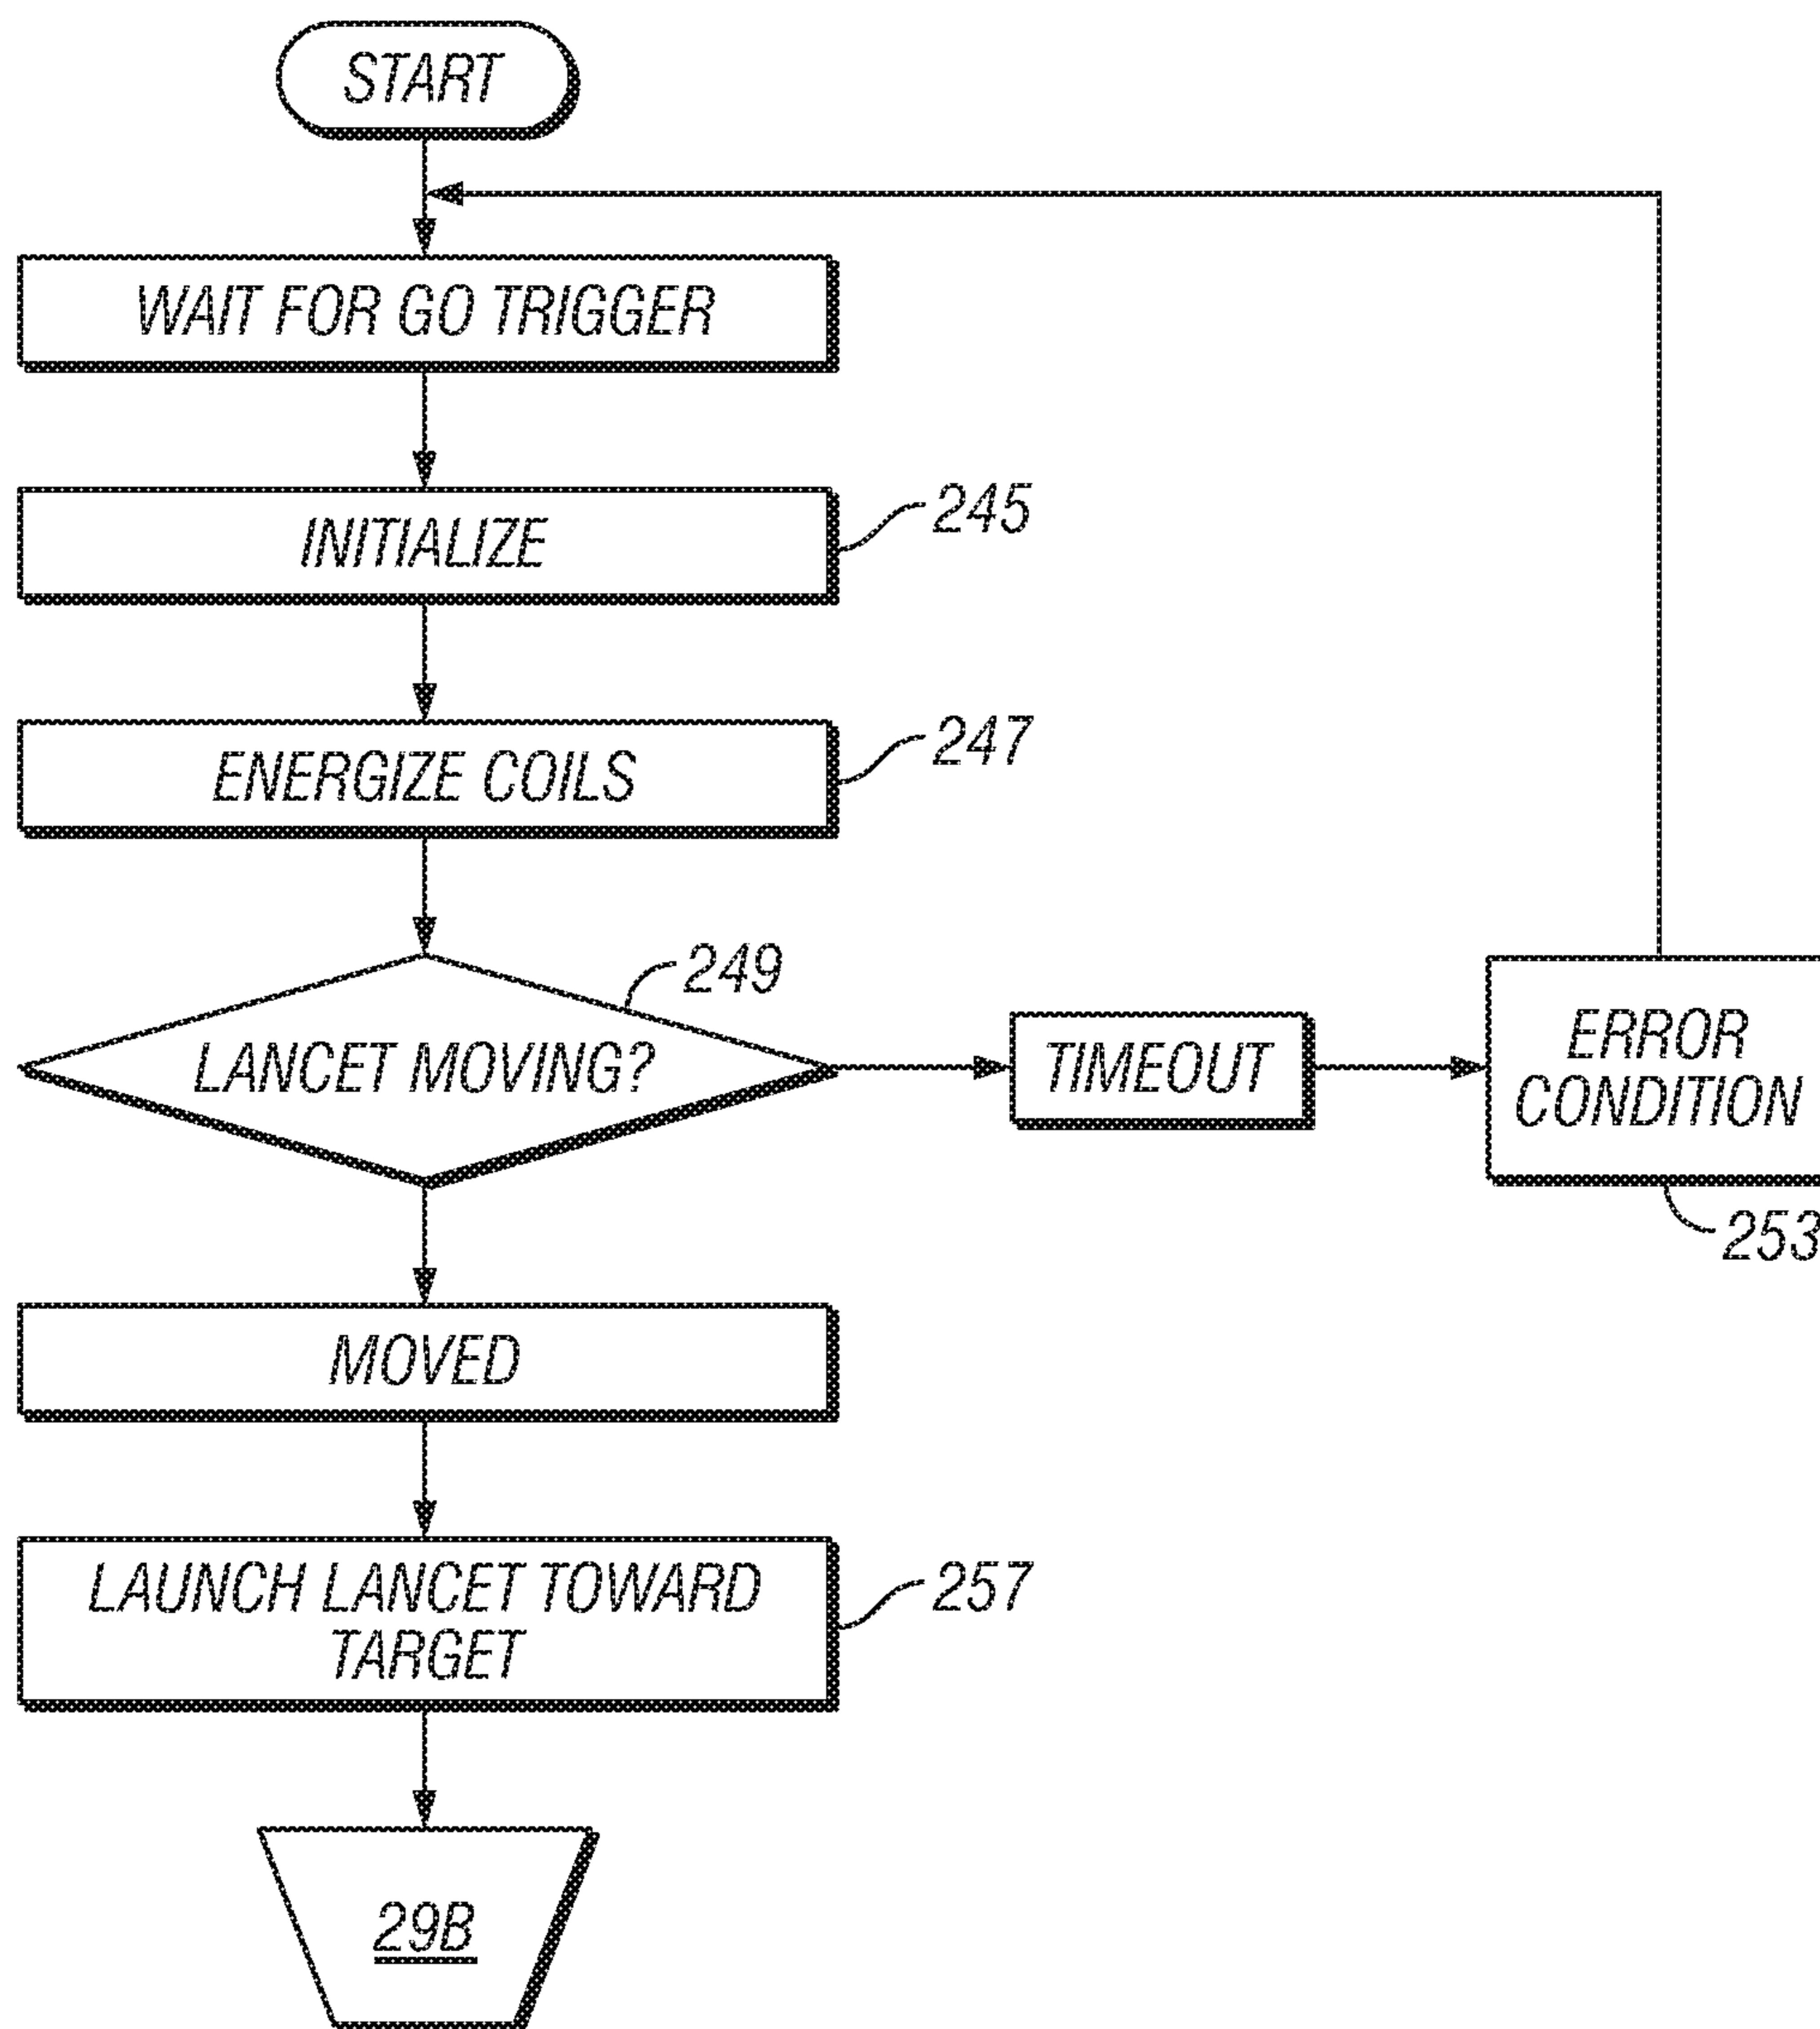 START
WAIT FOR GO TRIGGER
INITIALIZE
245
ENERGIZE COILS
247
249
LANCET MOVING?
TIMEOUT
ERROR
CONDITION
253
MOVED
LAUNCH LANCET TOWARD
TARGET
257
29B